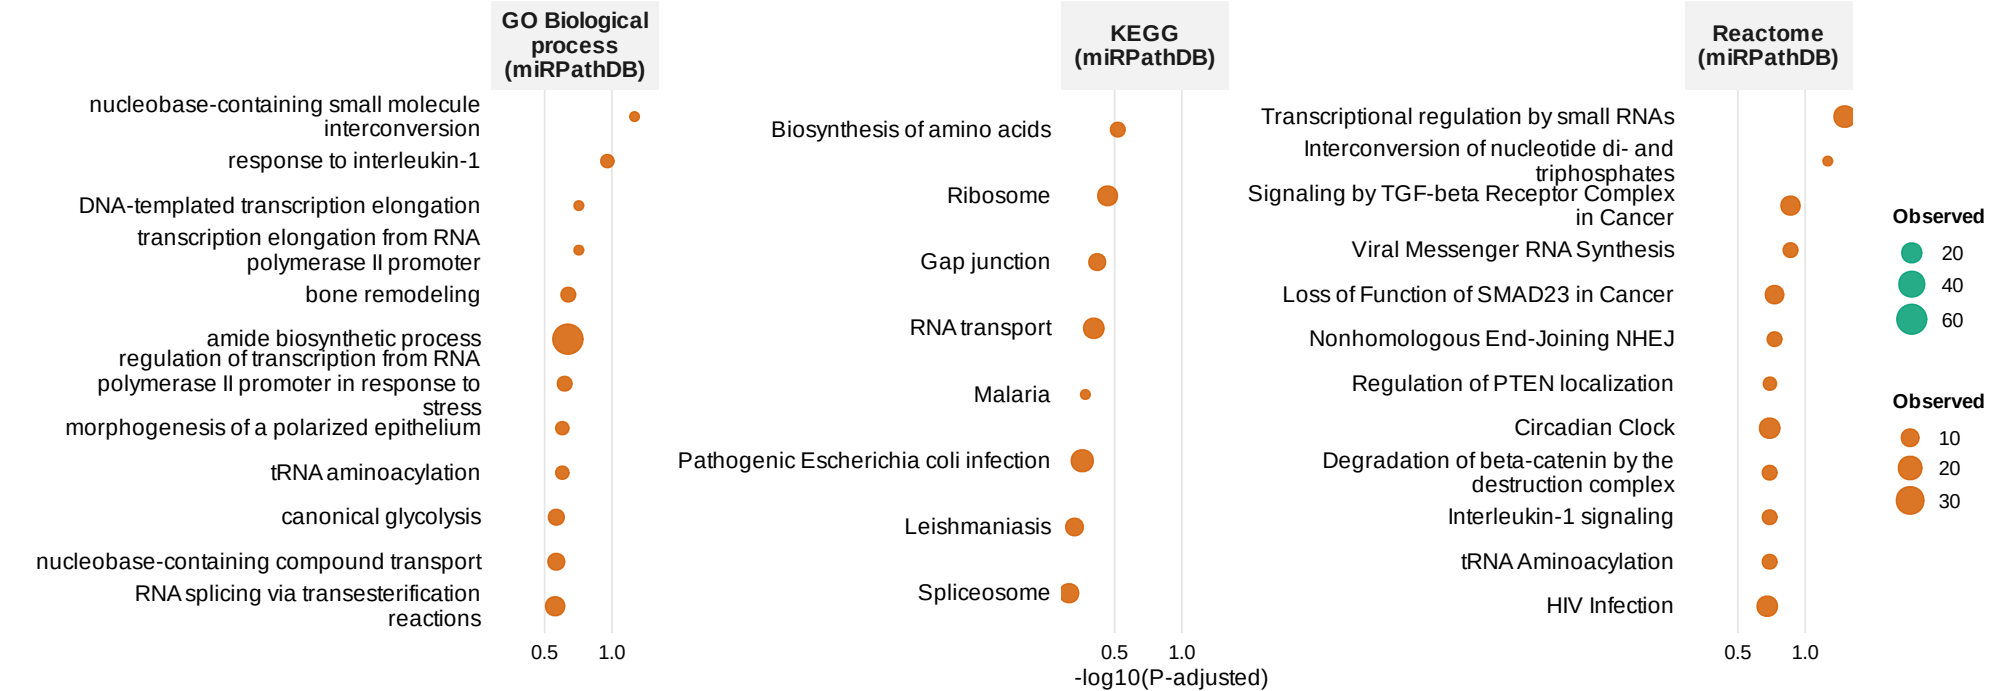 GO Biological
process
(miRPathDB)
nucleobase-containing small molecule
interconversion
response to interleukin-1
DNA-templated transcription elongation
transcription elongation from RNA
polymerase II promoter
bone remodeling
amide biosynthetic process
regulation of transcription from RNA
polymerase II promoter in response to
stress
morphogenesis of a polarized epithelium
tRNA aminoacylation
canonical glycolysis
nucleobase-containing compound transport
RNA splicing via transesterification
reactions
0.5 1.0
KEGG
(miRPathDB)
Biosynthesis of amino acids
Ribosome
Gap junction
RNA transport
Malaria
Pathogenic Escherichia coli infection
Leishmaniasis
Spliceosome
0.5 1.0
-log10(P-adjusted)
Reactome
(miRPathDB)
Transcriptional regulation by small RNAs
Interconversion of nucleotide di- and
triphosphates
Signaling by TGF-beta Receptor Complex
in Cancer
Viral Messenger RNA Synthesis
Loss of Function of SMAD23 in Cancer
Nonhomologous End-Joining NHEJ
Regulation of PTEN localization
Circadian Clock
Degradation of beta-catenin by the
destruction complex
Interleukin-1 signaling
tRNA Aminoacylation
HIV Infection
0.5 1.0
Observed
20
40
60
Observed
10
20
30